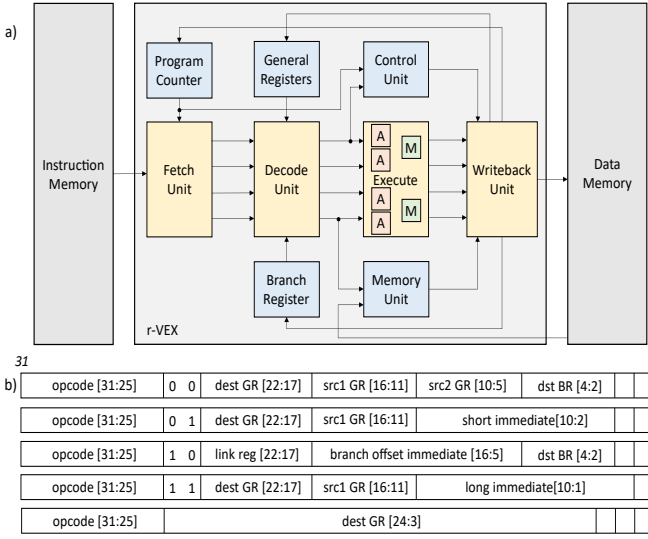 a)
Program
Counter
General
Registers
Control
Unit
Instruction
Memory
Fetch
Unit
Decode
Unit
A
A
M
Execute
A
A
M
Writeback
Unit
Data
Memory
Branch
Register
Memory
Unit
r-VEX
31
b)
opcode [31:25] 0 0 dest GR [22:17] src1 GR [16:11] src2 GR [10:5] dst BR [4:2]
opcode [31:25] 0 1 dest GR [22:17] src1 GR [16:11] short immediate[10:2]
opcode [31:25] 1 0 link reg [22:17] branch offset immediate [16:5] dst BR [4:2]
opcode [31:25] 1 1 dest GR [22:17] src1 GR [16:11] long immediate[10:1]
opcode [31:25] dest GR [24:3]